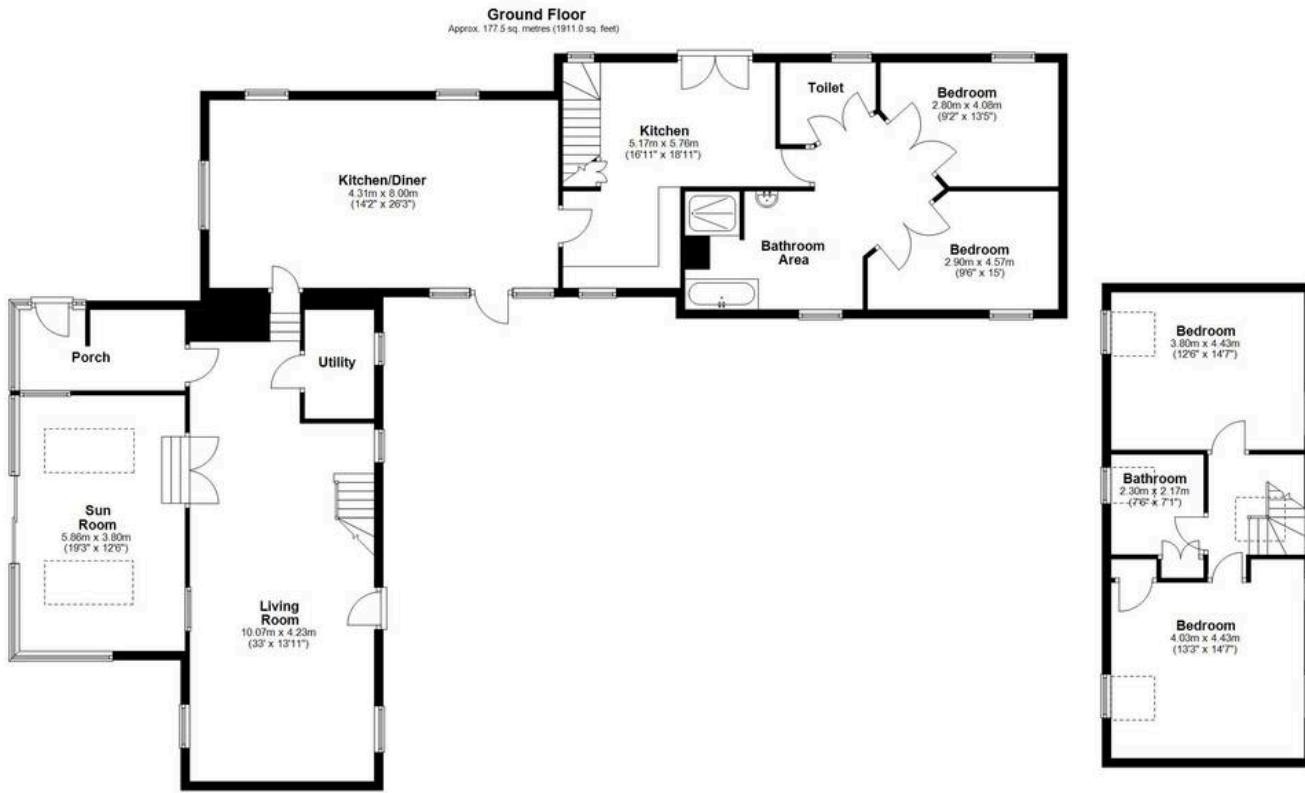 Ground Floor
Approx. 177.5 sq. metres (1911.0 sq. feet)
Toilet
Bedroom
2.80m x 4.08m
(9'2" x 13'5")
Kitchen
5.17m x 5.76m
(16'11" x 18'11")
Kitchen/Diner
4.31m x 8.00m
(14'2" x 26'3")
Bathroom
Area
Bedroom
2.90m x 4.57m
(9'6" x 15')
Porch
Utility
Sun
Room
5.86m x 3.80m
(19'3" x 12'6")
Living
Room
10.07m x 4.23m
(33' x 13'11")
Bedroom
3.80m x 4.43m
(12'6" x 14'7")
Bathroom
2.30m x 2.17m
(7'6" x 7'1")
Bedroom
4.03m x 4.43m
(13'3" x 14'7")